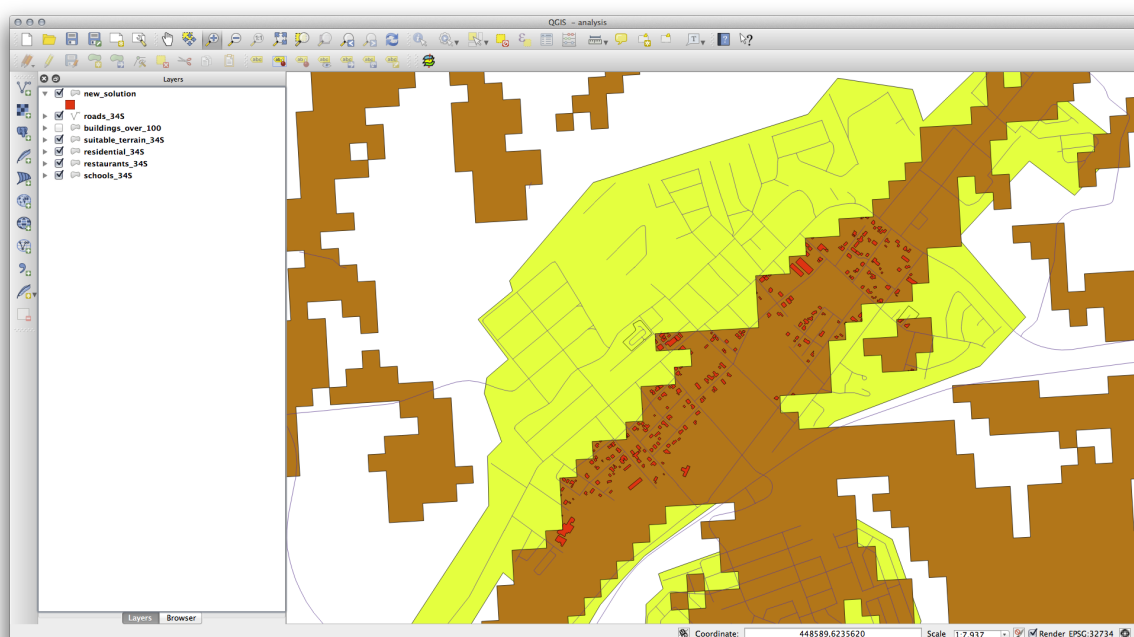 QGIS - analysis
Layers
new_solution
roads_34S
buildings_over_100
suitable_terrain_34S
residential_34S
restaurants_34S
schools_34S
Layers Browser
Coordinate: 448589,6235620 Scale 1:7,937 Render EPSG:32734